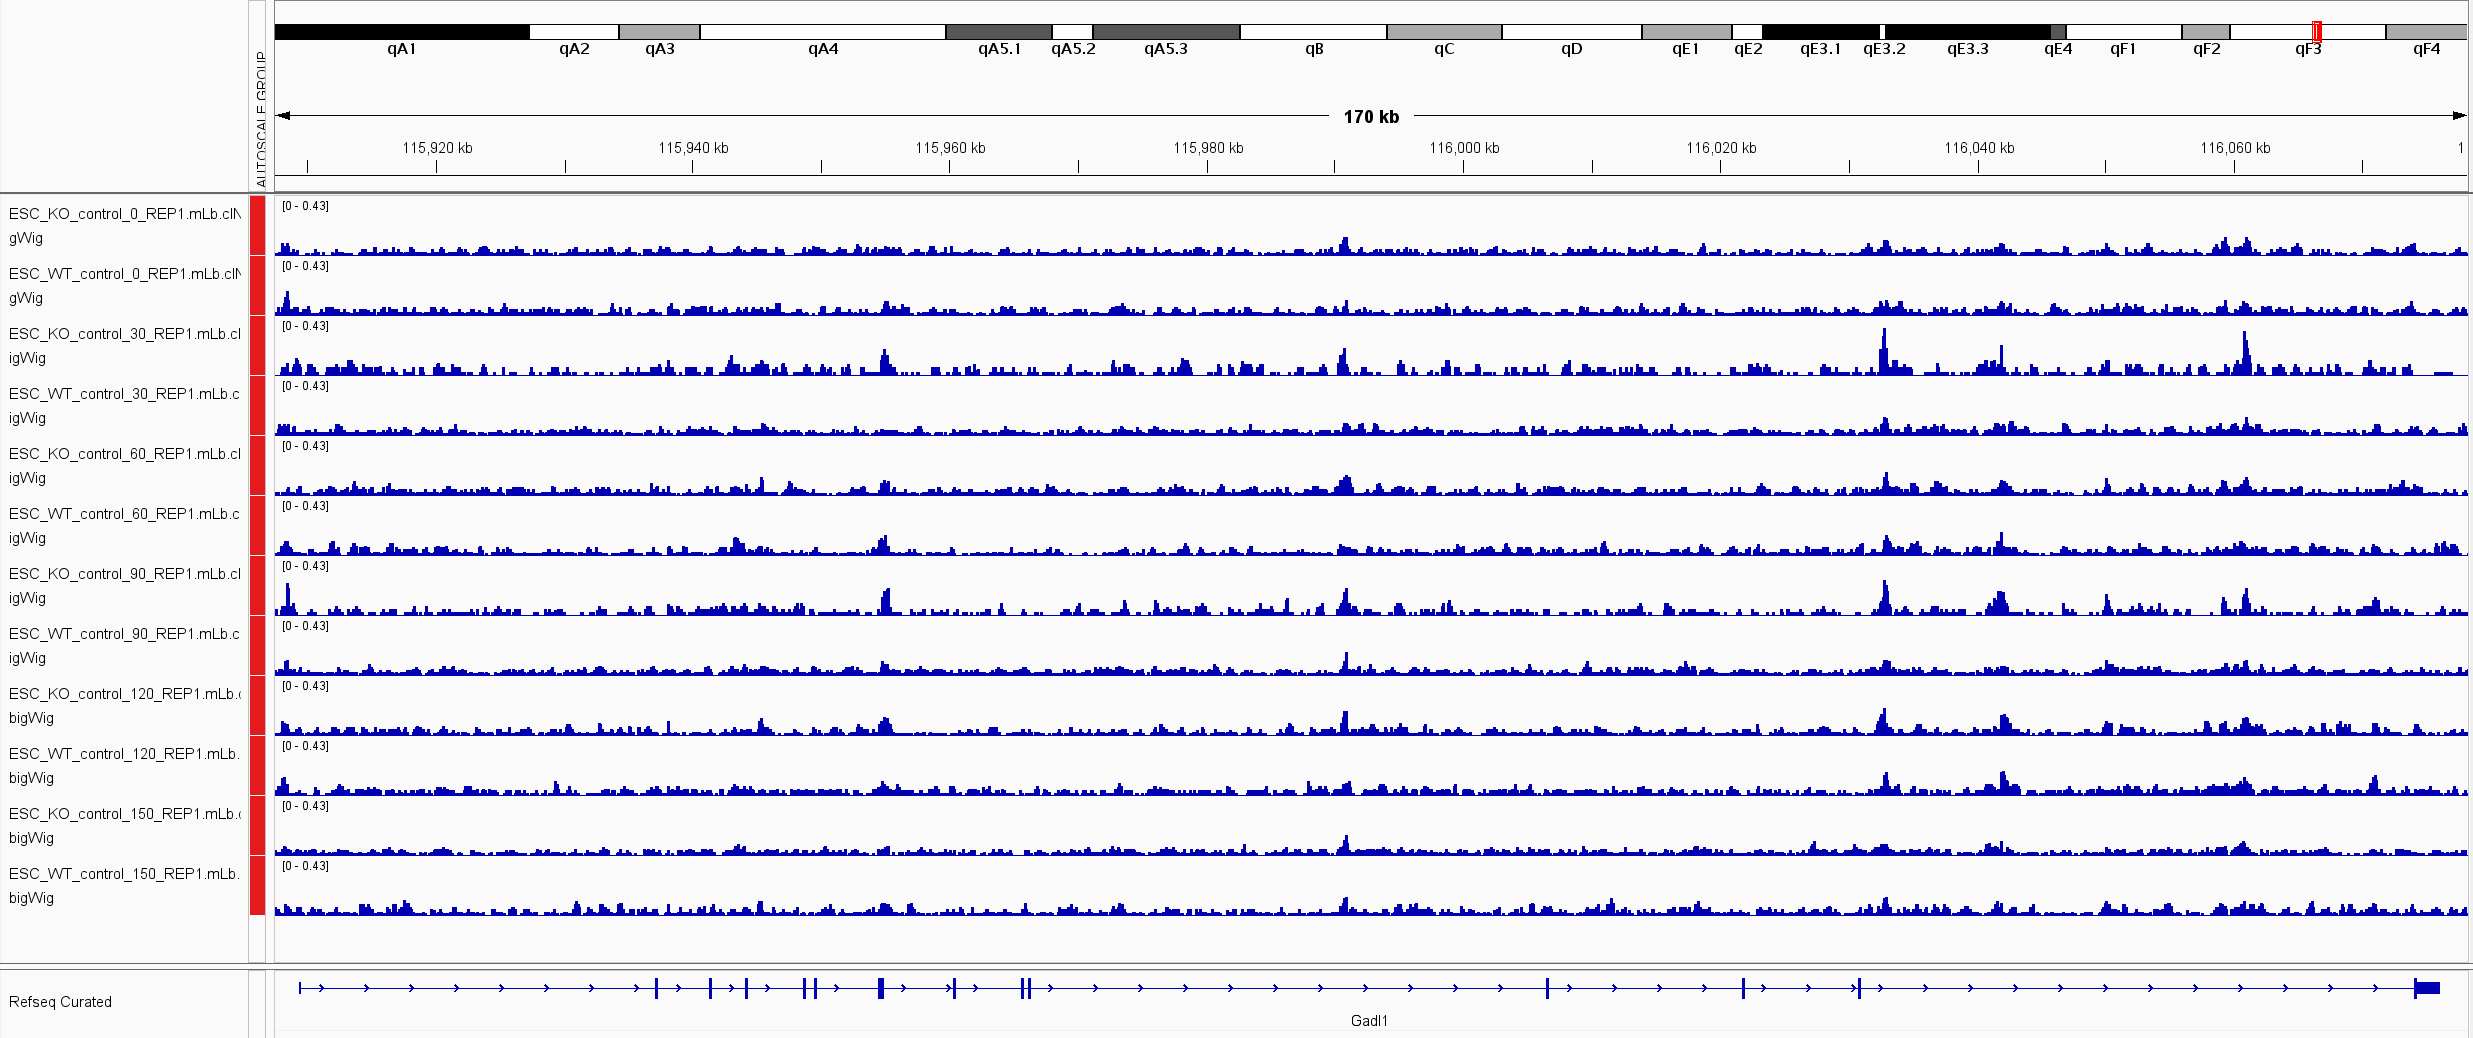 qA1 qA2 qA3 qA4 qA5.1 qA5.2 qA5.3 qB qC qD qE1 qE2 qE3.1 qE3.2 qE3.3 qE4 qF1 qF2 qF3 qF4
AUTOSCALE GROUP
170 kb
115,920 kb 115,940 kb 115,960 kb 115,980 kb 116,000 kb 116,020 kb 116,040 kb 116,060 kb 1
[0 - 0.43]
ESC_KO_control_0_REP1.mLb.clN
gWig
[0 - 0.43]
ESC_WT_control_0_REP1.mLb.clN
gWig
[0 - 0.43]
ESC_KO_control_30_REP1.mLb.cl
igWig
[0 - 0.43]
ESC_WT_control_30_REP1.mLb.c
igWig
[0 - 0.43]
ESC_KO_control_60_REP1.mLb.cl
igWig
[0 - 0.43]
ESC_WT_control_60_REP1.mLb.c
igWig
[0 - 0.43]
ESC_KO_control_90_REP1.mLb.cl
igWig
[0 - 0.43]
ESC_WT_control_90_REP1.mLb.c
igWig
[0 - 0.43]
ESC_KO_control_120_REP1.mLb.c
bigWig
[0 - 0.43]
ESC_WT_control_120_REP1.mLb.
bigWig
[0 - 0.43]
ESC_KO_control_150_REP1.mLb.c
bigWig
[0 - 0.43]
ESC_WT_control_150_REP1.mLb.
bigWig
Refseq Curated
Gadl1